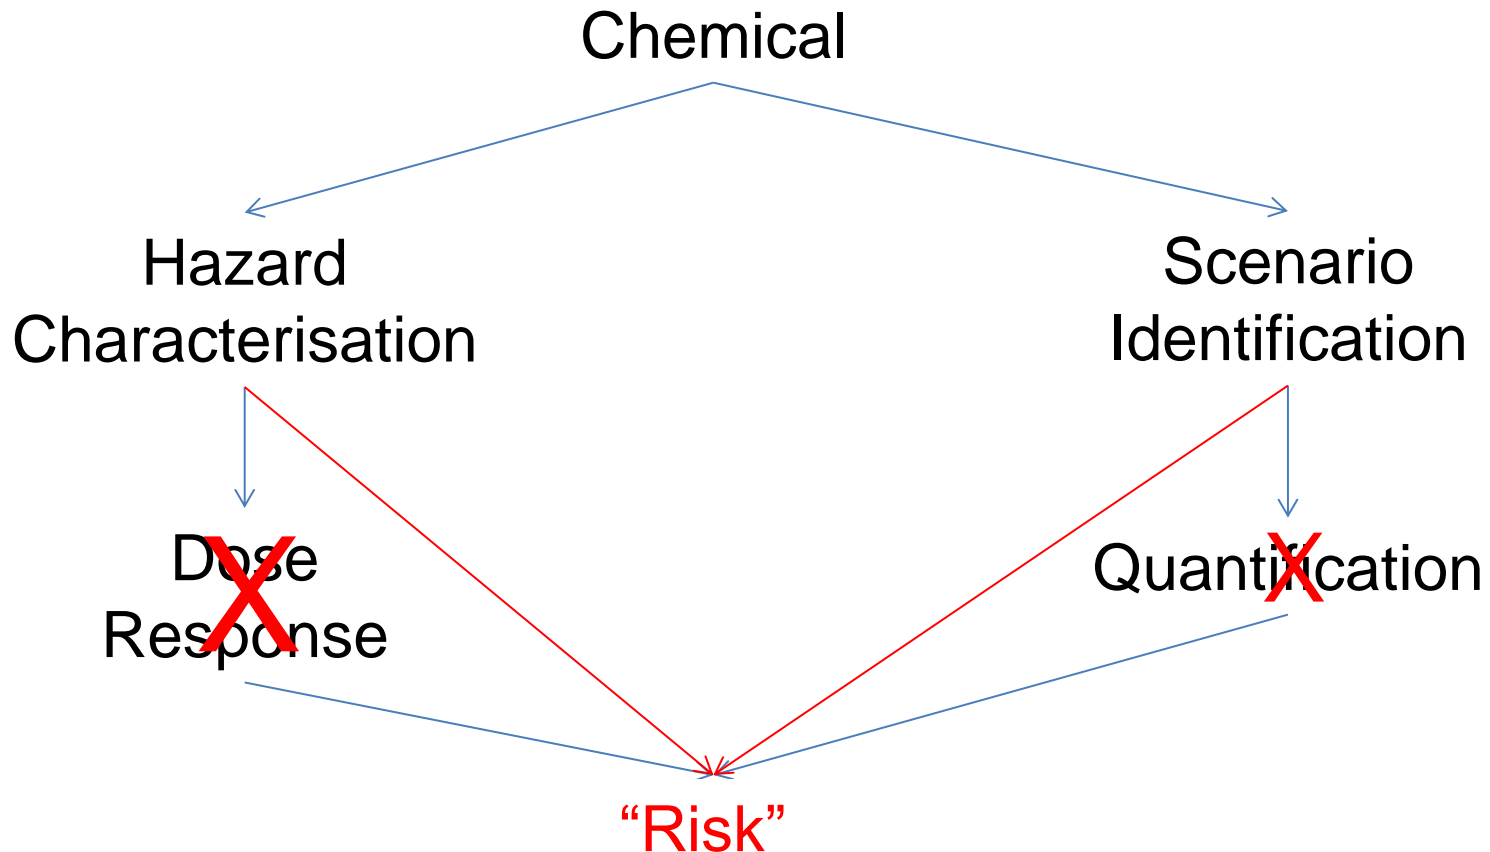 Chemical
Hazard
Characterisation
Scenario
Identification
Dose
Response
X
Quantification
X
“Risk”